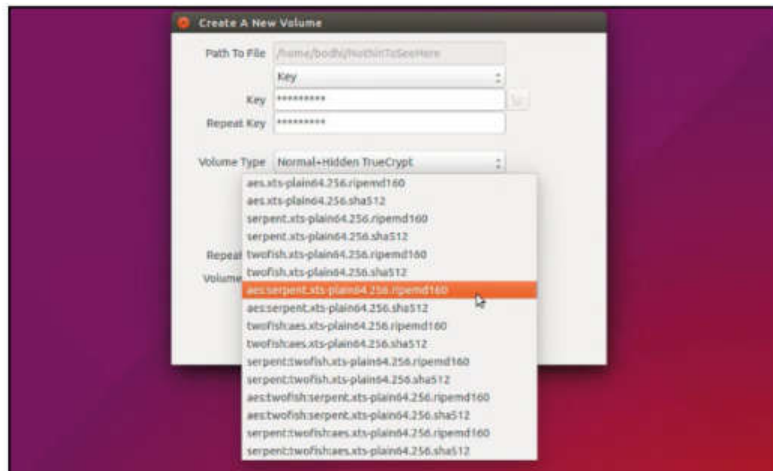 Create A New Volume
Path To File /home/bodhi/NothinToSeeHere
Key
Key *********
Repeat Key *********
Volume Type Normal+Hidden TrueCrypt
aes.xts-plain64.256.ripemd160
aes.xts-plain64.256.sha512
serpent.xts-plain64.256.ripemd160
serpent.xts-plain64.256.sha512
Repea twofish.xts-plain64.256.ripemd160
twofish.xts-plain64.256.sha512
Volume aes:serpent.xts-plain64.256.ripemd160
aes:serpent.xts-plain64.256.sha512
twofish:aes.xts-plain64.256.ripemd160
twofish:aes.xts-plain64.256.sha512
serpent:twofish.xts-plain64.256.ripemd160
serpent:twofish.xts-plain64.256.sha512
aes:twofish:serpent.xts-plain64.256.ripemd160
aes:twofish:serpent.xts-plain64.256.sha512
serpent:twofish:aes.xts-plain64.256.ripemd160
serpent:twofish:aes.xts-plain64.256.sha512